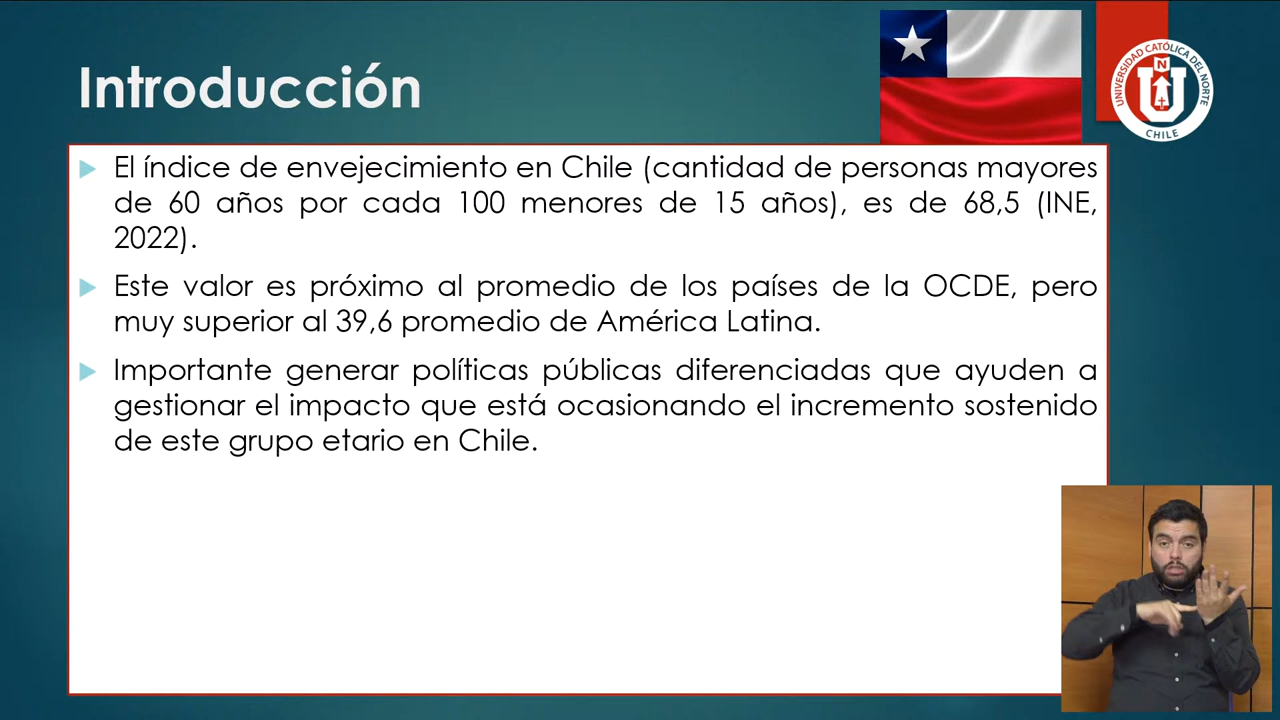 Introducción
UNIVERSIDAD CATÓLICA DEL NORTE
N
U
CHILE
El índice de envejecimiento en Chile (cantidad de personas mayores
de 60 años por cada 100 menores de 15 años), es de 68,5 (INE,
2022).
Este valor es próximo al promedio de los países de la OCDE, pero
muy superior al 39,6 promedio de América Latina.
Importante generar políticas públicas diferenciadas que ayuden a
gestionar el impacto que está ocasionando el incremento sostenido
de este grupo etario en Chile.